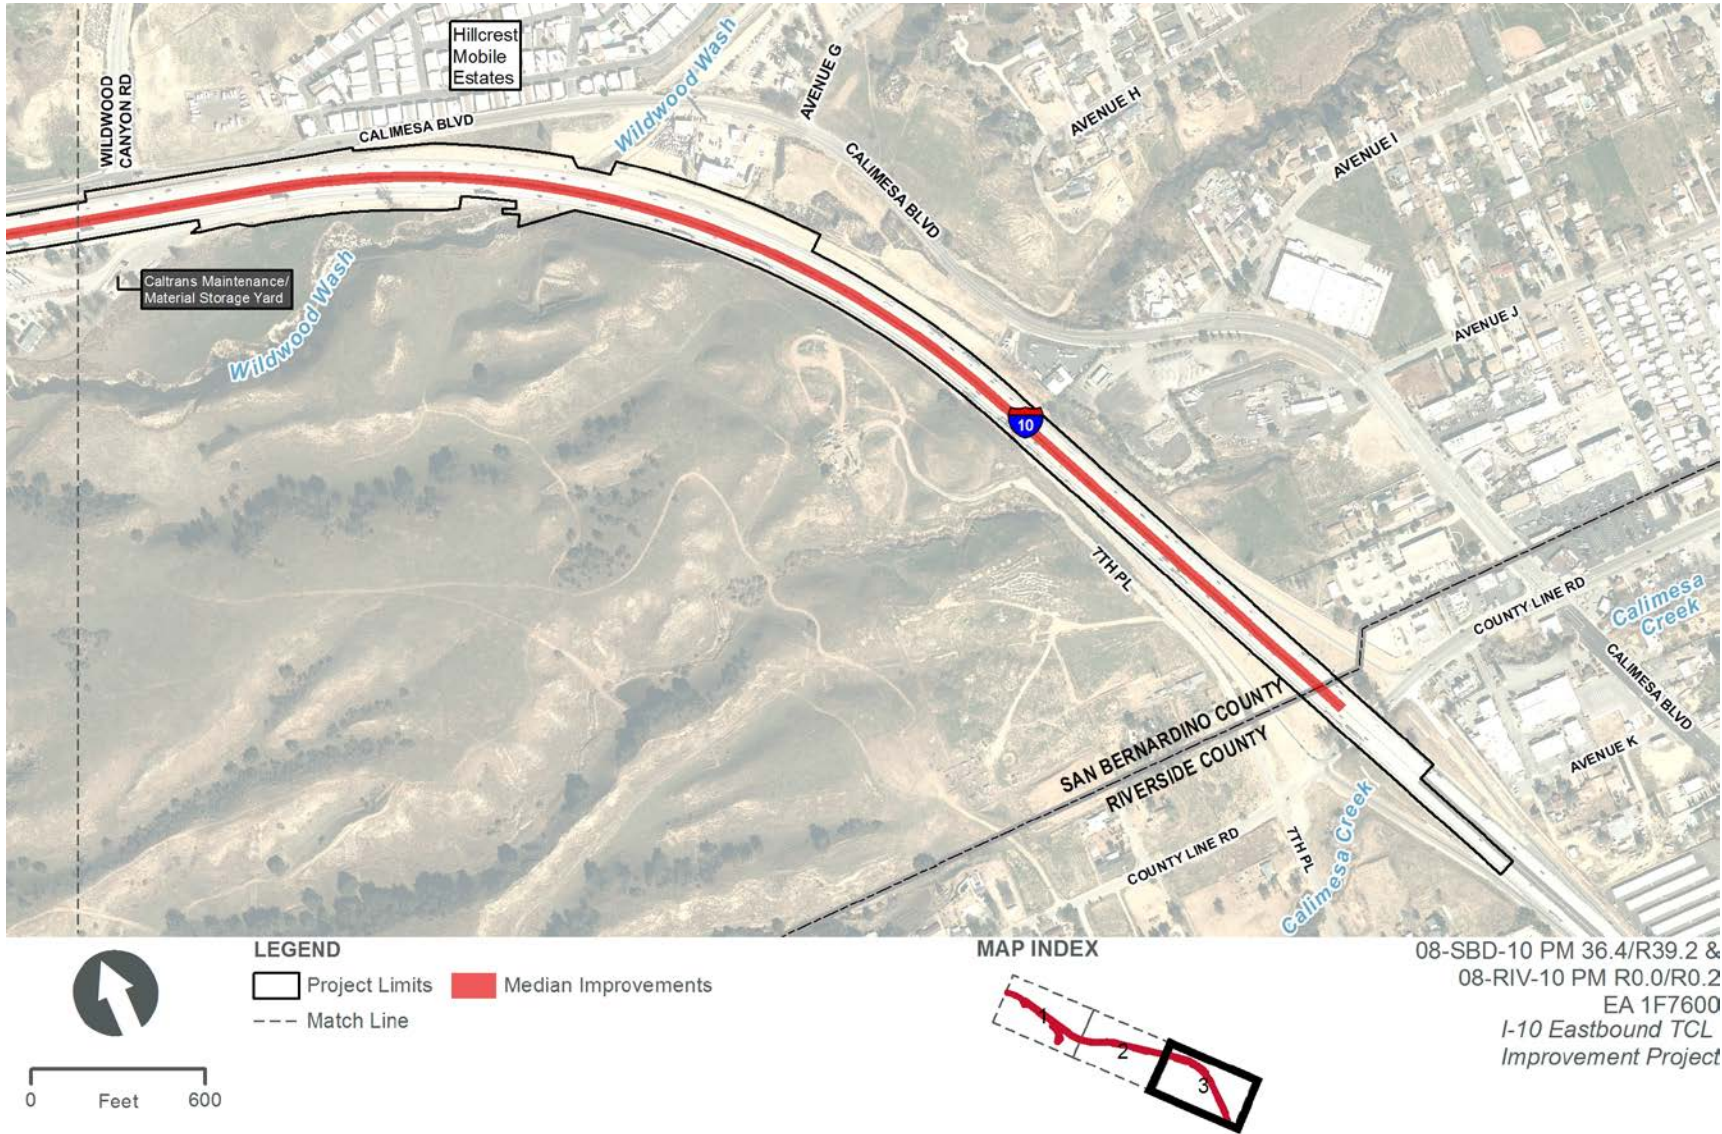 Hillcrest
Mobile
Estates
Wildwood Wash
AVENUE G
WILDWOOD
CANYON RD
CALIMESA BLVD
AVENUE H
AVENUE I
CALIMESA BLVD
Caltrans Maintenance/
Material Storage Yard
Wildwood Wash
AVENUE J
10
7TH PL
COUNTY LINE RD
Calimesa
Creek
CALIMESA BLVD
SAN BERNARDINO COUNTY
RIVERSIDE COUNTY
AVENUE K
COUNTY LINE RD
7TH PL
Calimesa Creek
LEGEND
Project Limits
Median Improvements
Match Line
0 Feet 600
MAP INDEX
1
2
3
08-SBD-10 PM 36.4/R39.2 &
08-RIV-10 PM R0.0/R0.2
EA 1F7600
I-10 Eastbound TCL
Improvement Project